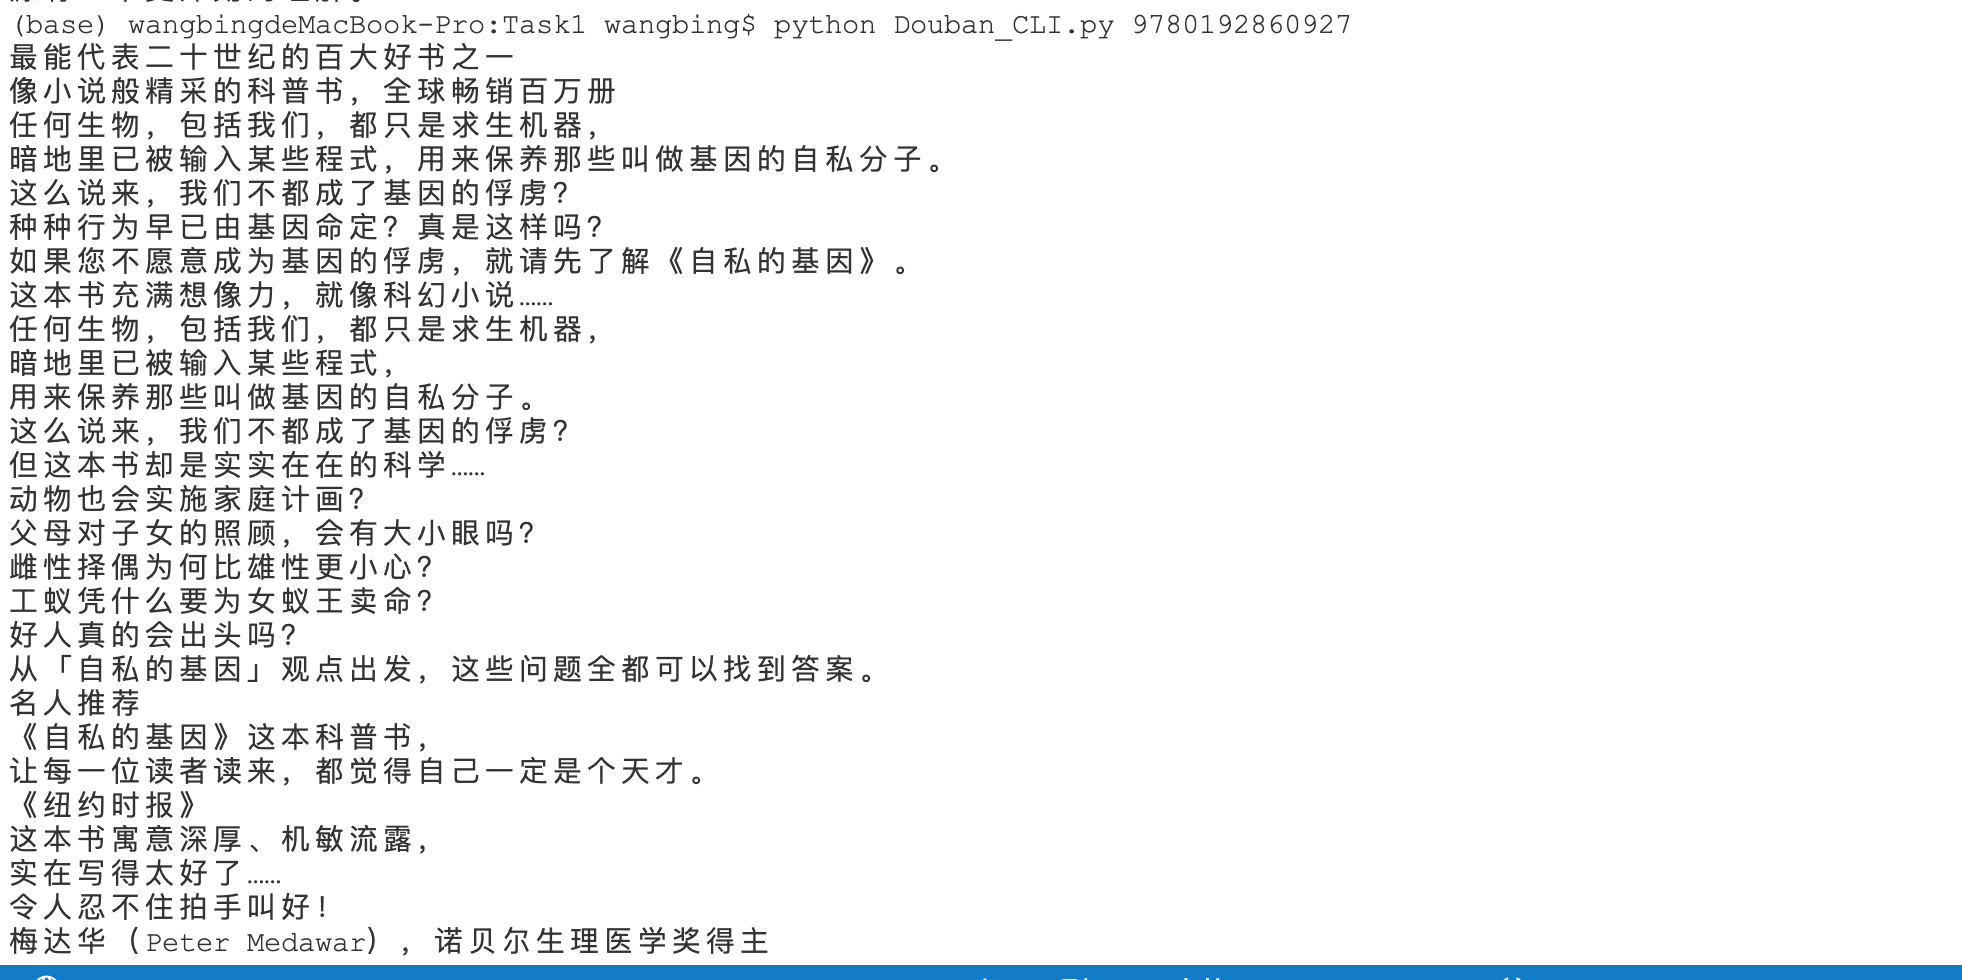 (base) wangbingdeMacBook-Pro:Task1 wangbing$ python Douban_CLI.py 9780192860927
最能代表二十世纪的百大好书之一
像小说般精采的科普书，全球畅销百万册
任何生物，包括我们，都只是求生机器，
暗地里已被输入某些程式，用来保养那些叫做基因的自私分子。
这么说来，我们不都成了基因的俘虏？
种种行为早已由基因命定？真是这样吗？
如果您不愿意成为基因的俘虏，就请先了解《自私的基因》。
这本书充满想像力，就像科幻小说……
任何生物，包括我们，都只是求生机器，
暗地里已被输入某些程式，
用来保养那些叫做基因的自私分子。
这么说来，我们不都成了基因的俘虏？
但这本书却是实实在在的科学……
动物也会实施家庭计画？
父母对子女的照顾，会有大小眼吗？
雌性择偶为何比雄性更小心？
工蚁凭什么要为女蚁王卖命？
好人真的会出头吗？
从「自私的基因」观点出发，这些问题全都可以找到答案。
名人推荐
《自私的基因》这本科普书，
让每一位读者读来，都觉得自己一定是个天才。
《纽约时报》
这本书寓意深厚、机敏流露，
实在写得太好了……
令人忍不住拍手叫好！
梅达华（Peter Medawar），诺贝尔生理医学奖得主